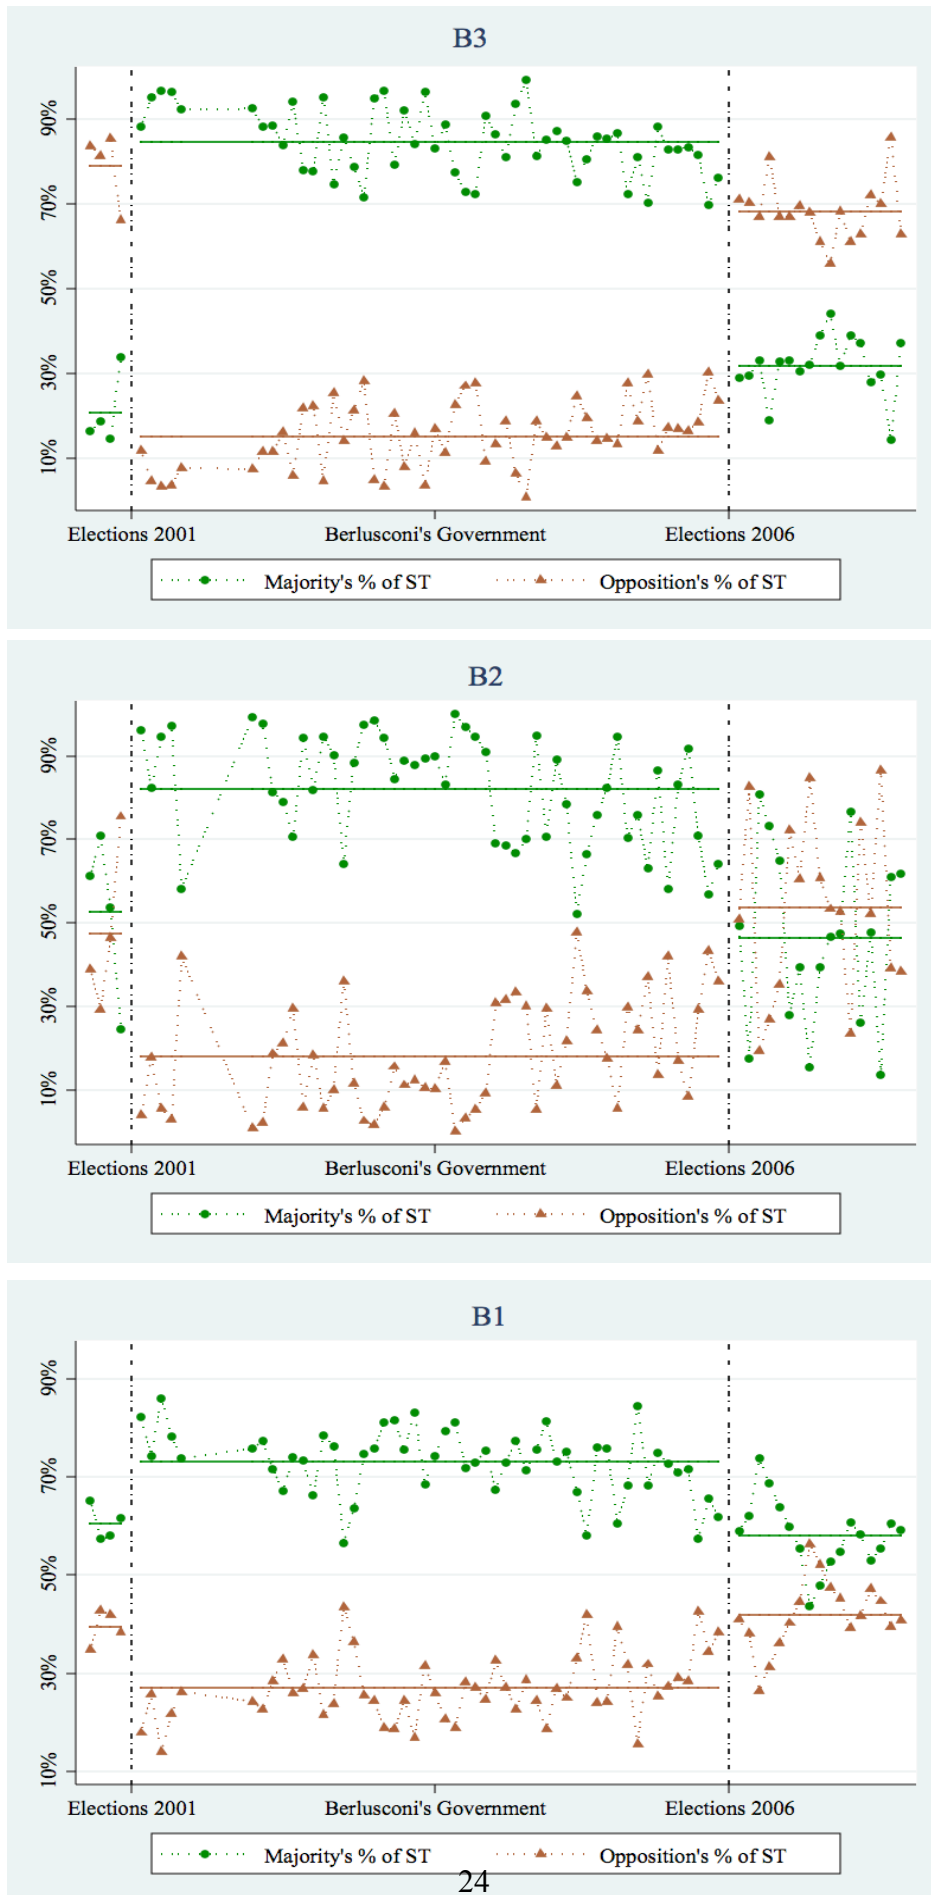 B3
90%
70%
50%
30%
10%
Elections 2001 Berlusconi's Government Elections 2006
Majority's % of ST Opposition's % of ST
B2
90%
70%
50%
30%
10%
Elections 2001 Berlusconi's Government Elections 2006
Majority's % of ST Opposition's % of ST
B1
90%
70%
50%
30%
10%
Elections 2001 Berlusconi's Government Elections 2006
Majority's % of ST Opposition's % of ST
24